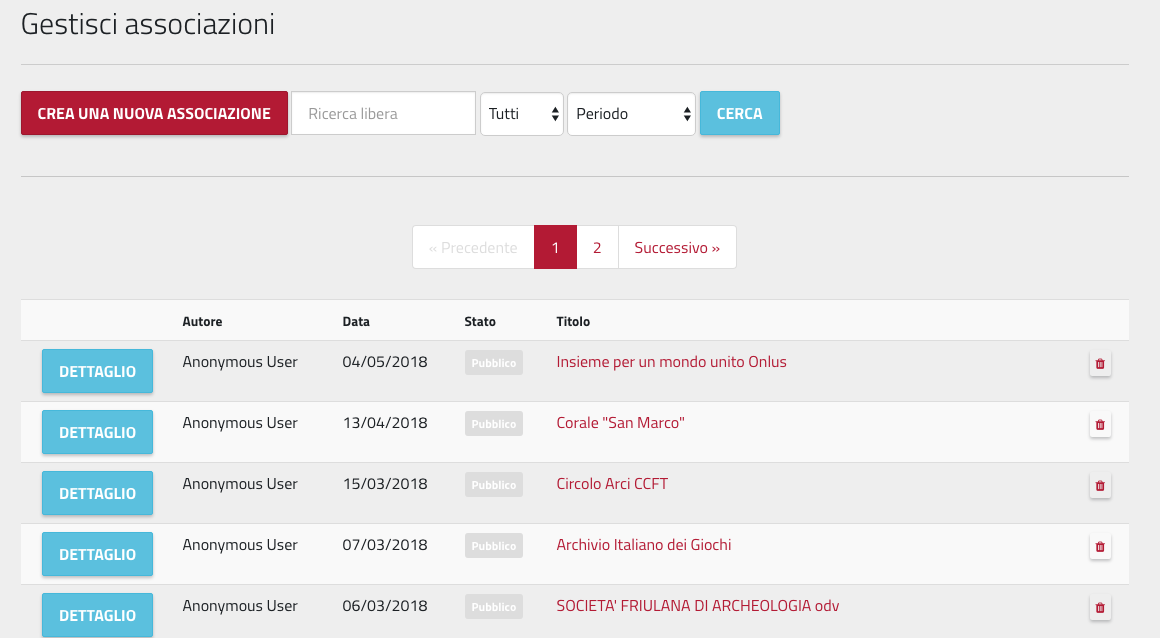 Gestisci associazioni
CREA UNA NUOVA ASSOCIAZIONE Ricerca libera Tutti Periodo CERCA
« Precedente 1 2 Successivo »
Autore Data Stato Titolo
DETTAGLIO Anonymous User 04/05/2018 Pubblico Insieme per un mondo unito Onlus
DETTAGLIO Anonymous User 13/04/2018 Pubblico Corale "San Marco"
DETTAGLIO Anonymous User 15/03/2018 Pubblico Circolo Arci CCFT
DETTAGLIO Anonymous User 07/03/2018 Pubblico Archivio Italiano dei Giochi
DETTAGLIO Anonymous User 06/03/2018 Pubblico SOCIETA' FRIULANA DI ARCHEOLOGIA odv